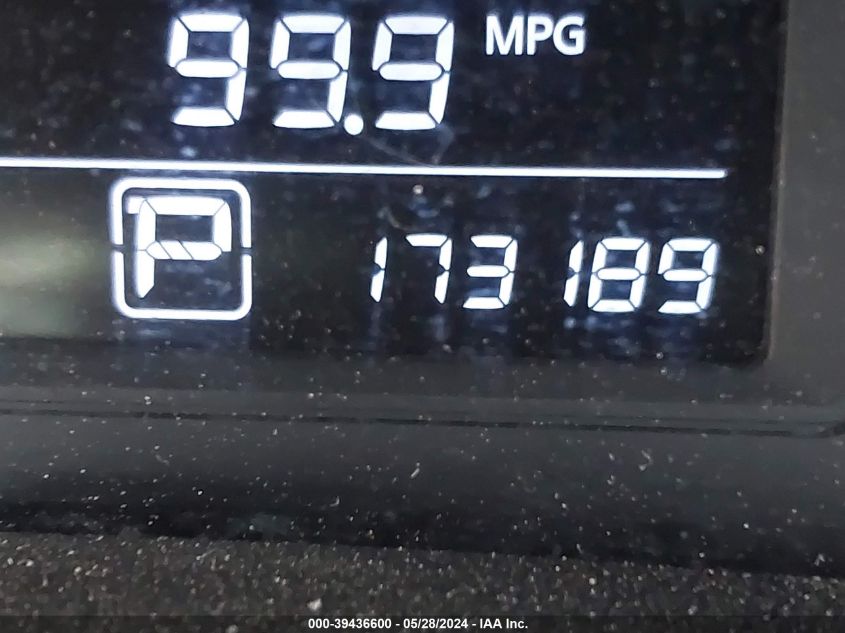 99.9 MPG
P 173189
000-39436600 - 05/28/2024 - IAA Inc.